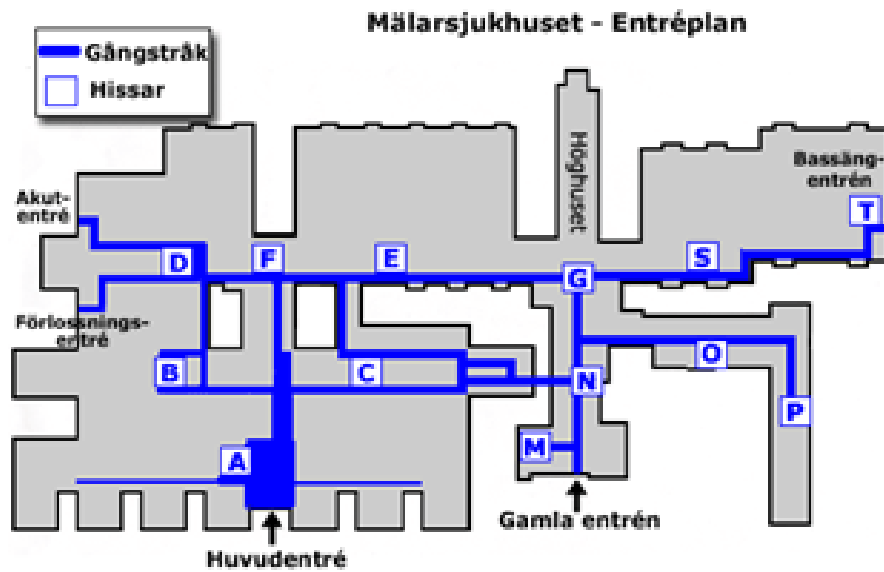 Mälarsjukhuset - Entréplan
Gångstråk
Hissar
Höghuset
Bassäng-
entrén
Akut-
entré
T
D
F
E
S
G
Förlossnings-
entré
B
C
N
O
P
M
A
Gamla entrén
Huvudentré